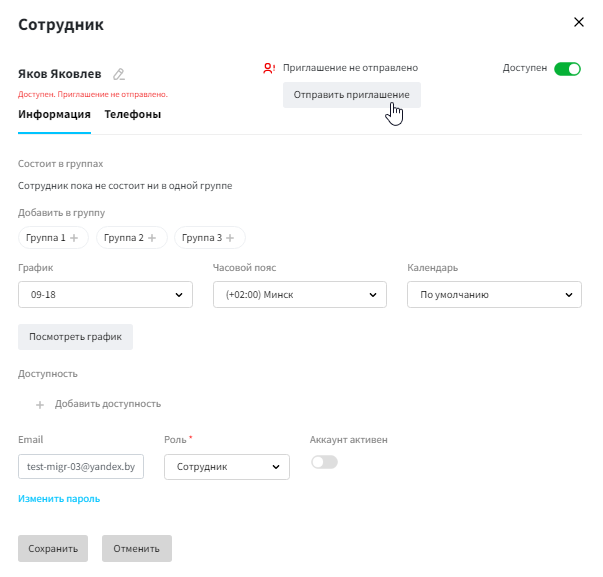 Сотрудник
Яков Яковлев
Приглашение не отправлено
Доступен
Доступен. Приглашение не отправлено.
Отправить приглашение
Информация Телефоны
Состоит в группах
Сотрудник пока не состоит ни в одной группе
Добавить в группу
Группа 1 + Группа 2 + Группа 3 +
График Часовой пояс Календарь
09-18 (+02:00) Минск По умолчанию
Посмотреть график
Доступность
+ Добавить доступность
Email Роль * Аккаунт активен
test-migr-03@yandex.by Сотрудник
Изменить пароль
Сохранить Отменить